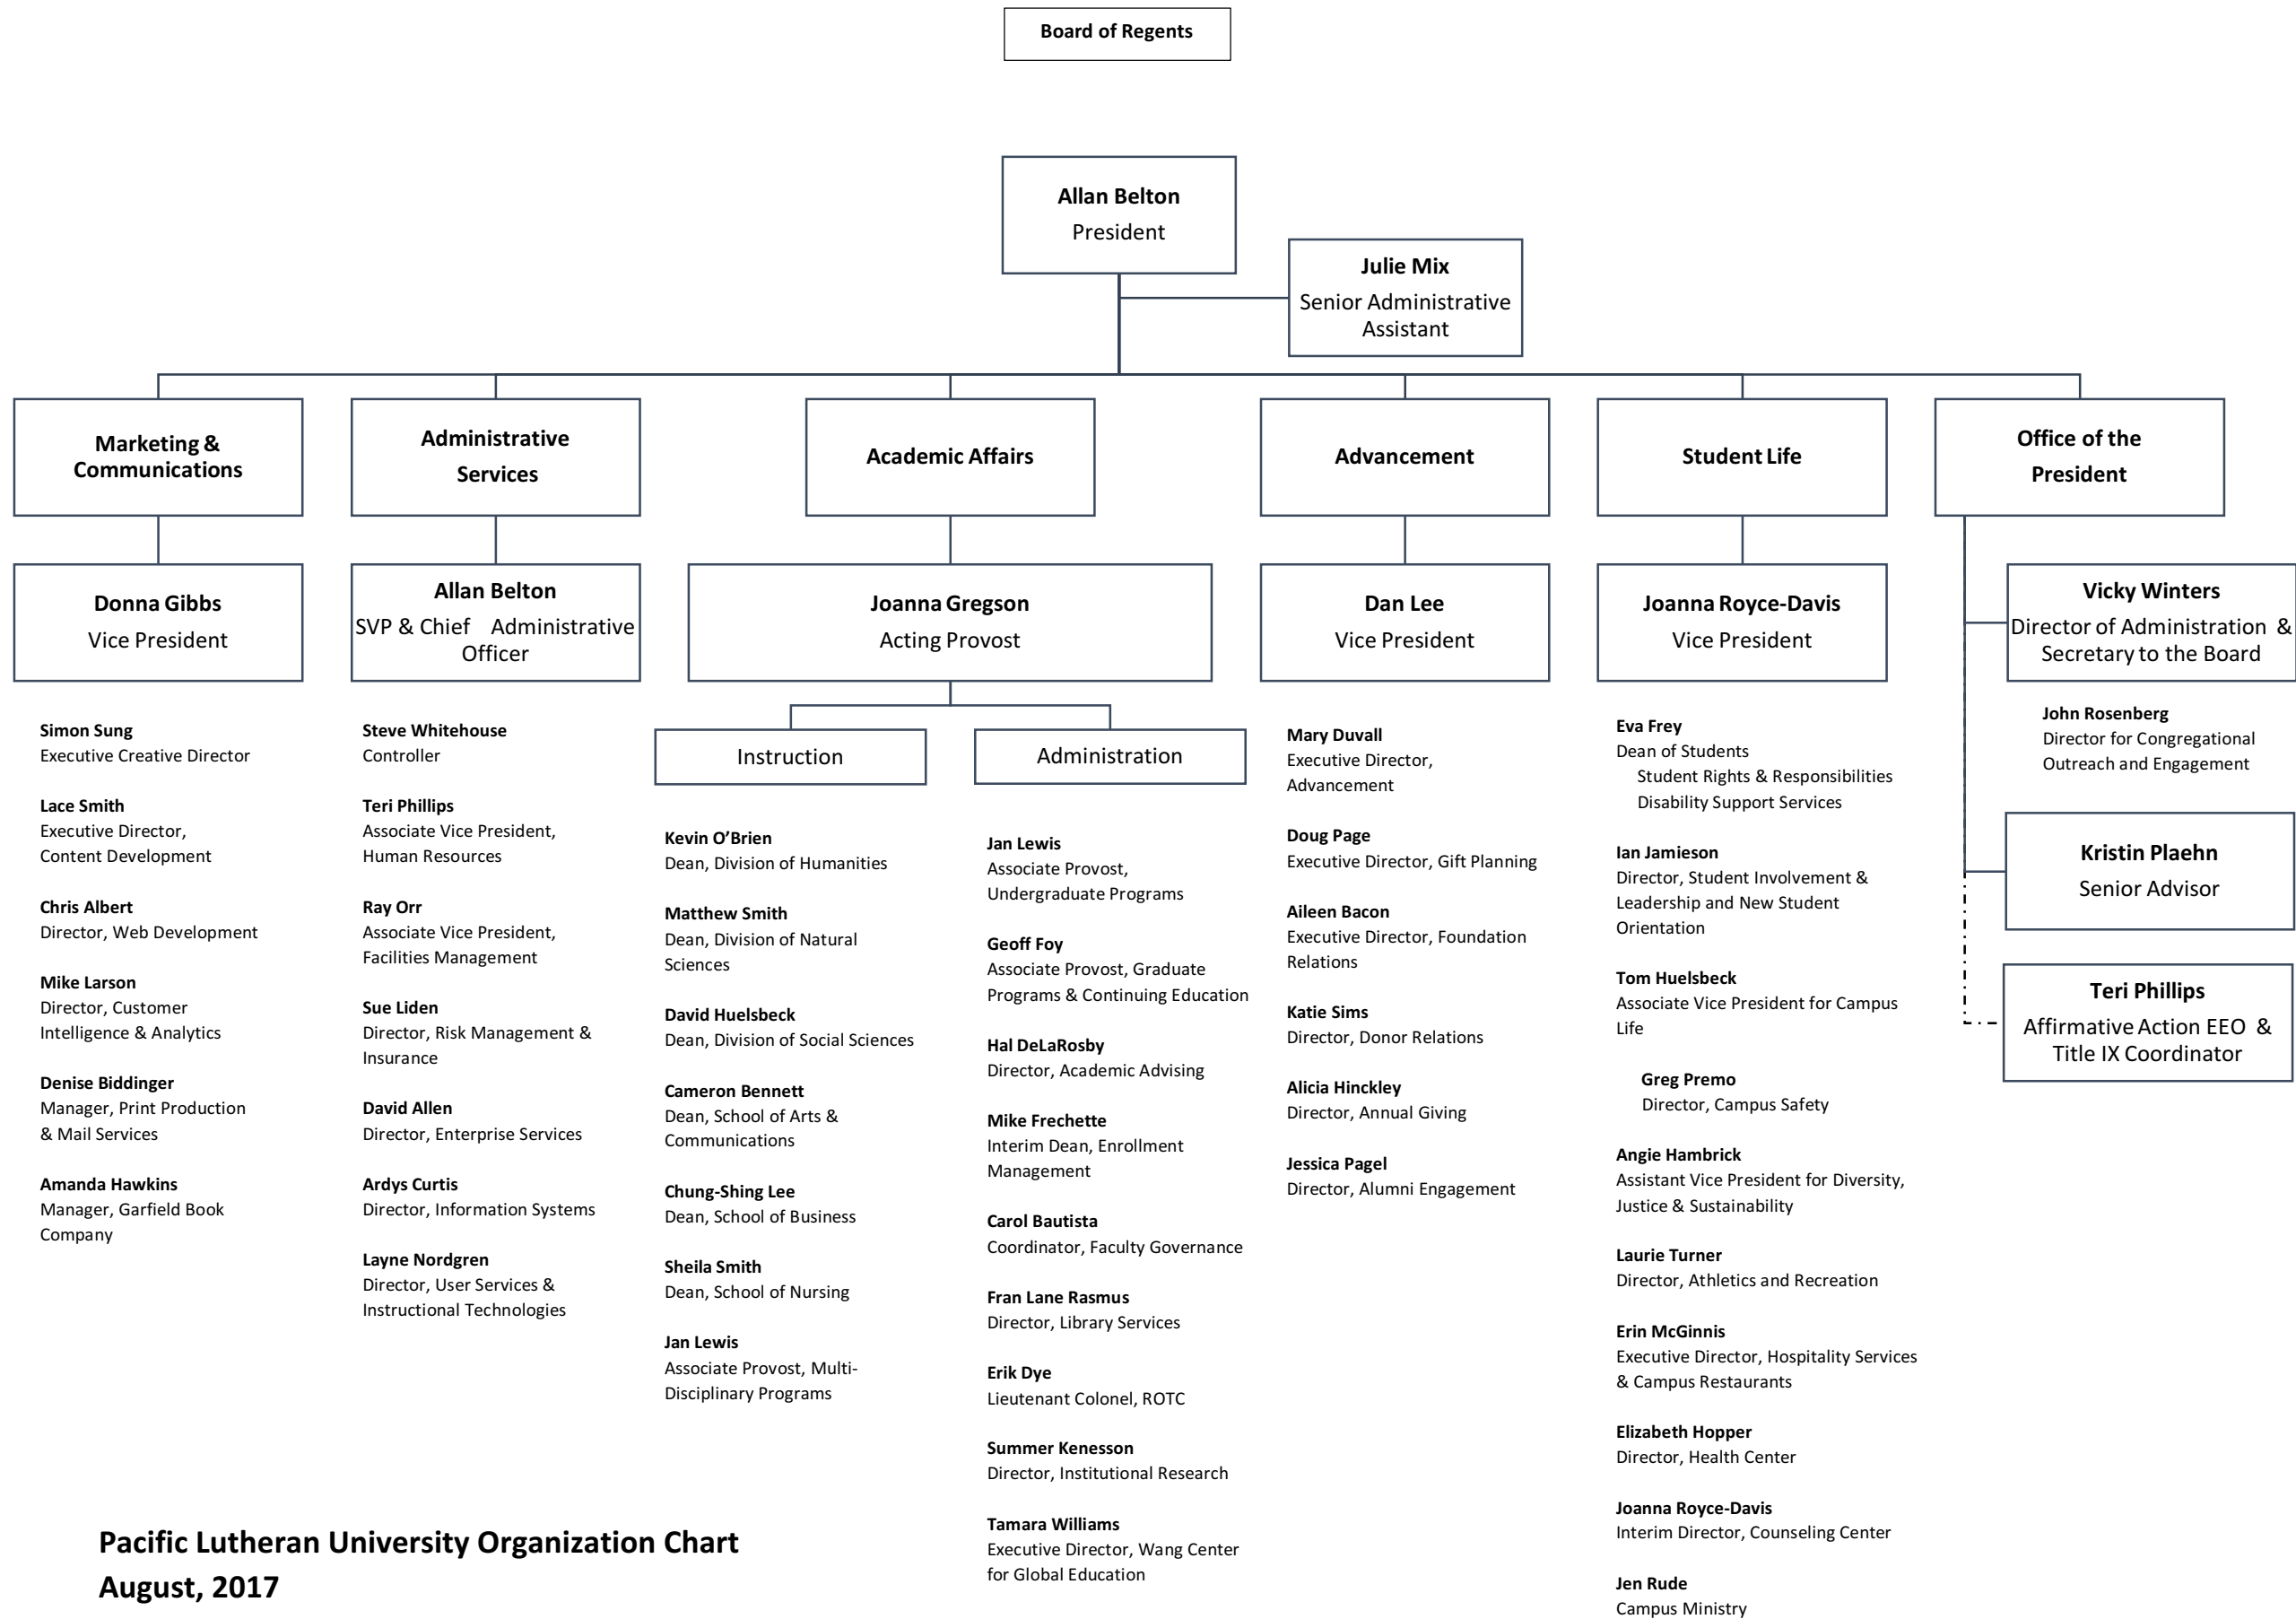 Board of Regents
Allan Belton
President
Julie Mix
Senior Administrative
Assistant
Marketing &
Communications
Administrative
Services
Academic Affairs
Advancement
Student Life
Office of the
President
Donna Gibbs
Vice President
Allan Belton
SVP & Chief Administrative
Officer
Joanna Gregson
Acting Provost
Dan Lee
Vice President
Joanna Royce-Davis
Vice President
Vicky Winters
Director of Administration &
Secretary to the Board
Simon Sung
Executive Creative Director
Lace Smith
Executive Director,
Content Development
Chris Albert
Director, Web Development
Mike Larson
Director, Customer
Intelligence & Analytics
Denise Biddinger
Manager, Print Production
& Mail Services
Amanda Hawkins
Manager, Garfield Book
Company
Steve Whitehouse
Controller
Teri Phillips
Associate Vice President,
Human Resources
Ray Orr
Associate Vice President,
Facilities Management
Sue Liden
Director, Risk Management &
Insurance
David Allen
Director, Enterprise Services
Ardys Curtis
Director, Information Systems
Layne Nordgren
Director, User Services &
Instructional Technologies
Instruction
Kevin O’Brien
Dean, Division of Humanities
Matthew Smith
Dean, Division of Natural
Sciences
David Huelsbeck
Dean, Division of Social Sciences
Cameron Bennett
Dean, School of Arts &
Communications
Chung-Shing Lee
Dean, School of Business
Sheila Smith
Dean, School of Nursing
Jan Lewis
Associate Provost, Multi-
Disciplinary Programs
Administration
Jan Lewis
Associate Provost,
Undergraduate Programs
Geoff Foy
Associate Provost, Graduate
Programs & Continuing Education
Hal DeLaRosby
Director, Academic Advising
Mike Frechette
Interim Dean, Enrollment
Management
Carol Bautista
Coordinator, Faculty Governance
Fran Lane Rasmus
Director, Library Services
Erik Dye
Lieutenant Colonel, ROTC
Summer Kenesson
Director, Institutional Research
Tamara Williams
Executive Director, Wang Center
for Global Education
Mary Duvall
Executive Director,
Advancement
Doug Page
Executive Director, Gift Planning
Aileen Bacon
Executive Director, Foundation
Relations
Katie Sims
Director, Donor Relations
Alicia Hinckley
Director, Annual Giving
Jessica Pagel
Director, Alumni Engagement
Eva Frey
Dean of Students
Student Rights & Responsibilities
Disability Support Services
Ian Jamieson
Director, Student Involvement &
Leadership and New Student
Orientation
Tom Huelsbeck
Associate Vice President for Campus
Life
Greg Premo
Director, Campus Safety
Angie Hambrick
Assistant Vice President for Diversity,
Justice & Sustainability
Laurie Turner
Director, Athletics and Recreation
Erin McGinnis
Executive Director, Hospitality Services
& Campus Restaurants
Elizabeth Hopper
Director, Health Center
Joanna Royce-Davis
Interim Director, Counseling Center
Jen Rude
Campus Ministry
John Rosenberg
Director for Congregational
Outreach and Engagement
Kristin Plaehn
Senior Advisor
Teri Phillips
Affirmative Action EEO &
Title IX Coordinator
Pacific Lutheran University Organization Chart
August, 2017